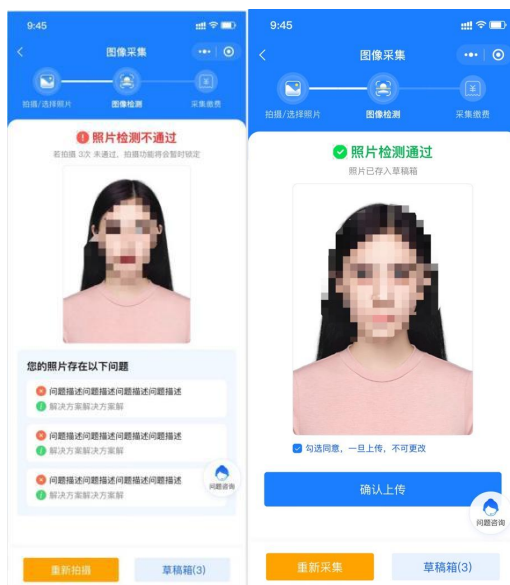 9:45
图像采集
拍摄/选择照片
图像检测
采集缴费
照片检测不通过
若拍摄 3次 未通过，拍摄功能将会暂时锁定
您的照片存在以下问题
问题描述问题描述问题描述问题描述
解决方案解决方案解
问题描述问题描述问题描述问题描述
解决方案解决方案解
问题描述问题描述问题描述问题描述
解决方案解决方案解
问题咨询
重新拍摄
草稿箱(3)
9:45
图像采集
拍摄/选择照片
图像检测
采集缴费
照片检测通过
照片已存入草稿箱
勾选同意，一旦上传，不可更改
确认上传
问题咨询
重新采集
草稿箱(3)